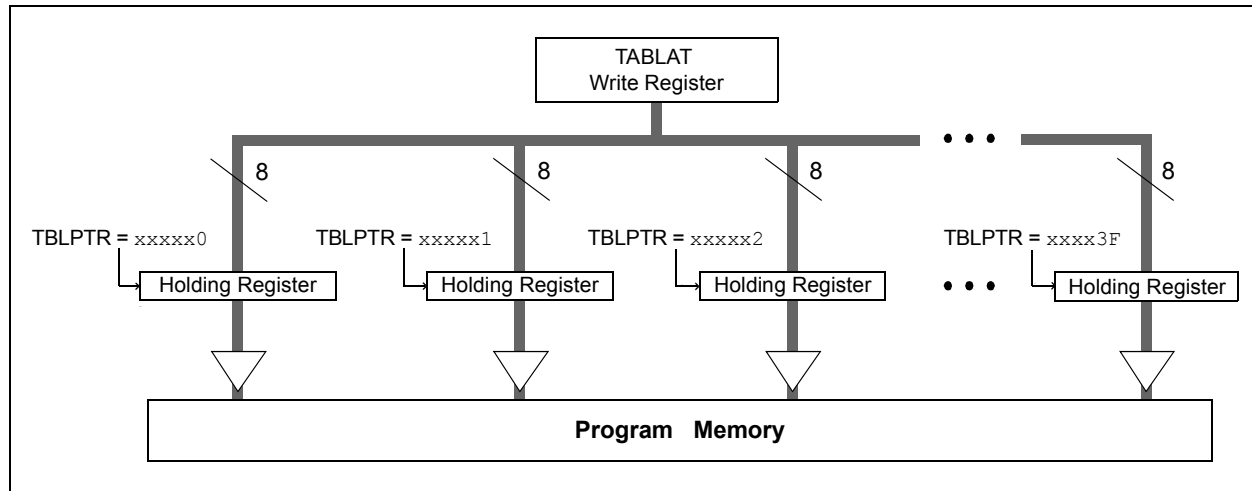 TABLAT
Write Register
• • •
8
8
8
8
TBLPTR = xxxxx0
TBLPTR = xxxxx1
TBLPTR = xxxxx2
TBLPTR = xxxx3F
Holding Register
Holding Register
Holding Register
• • •
Holding Register
Program Memory